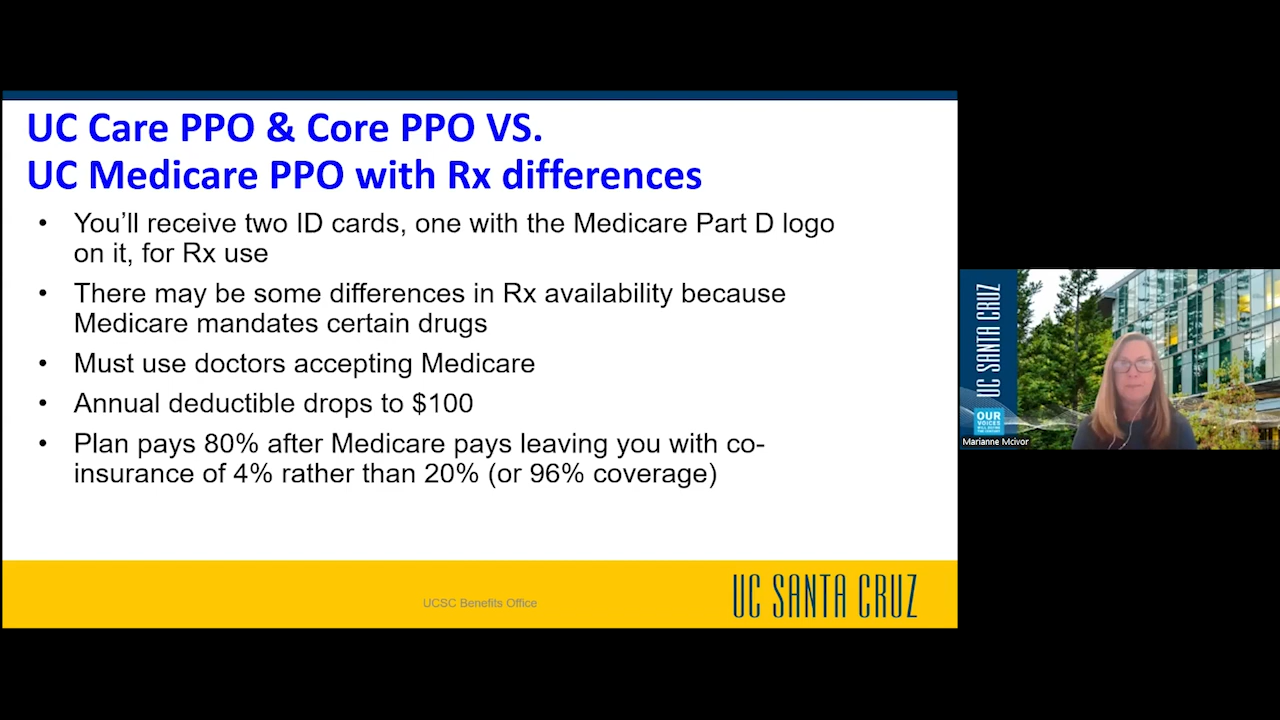 UC Care PPO & Core PPO VS.
UC Medicare PPO with Rx differences
• You’ll receive two ID cards, one with the Medicare Part D logo
on it, for Rx use
• There may be some differences in Rx availability because
Medicare mandates certain drugs
• Must use doctors accepting Medicare
• Annual deductible drops to $100
• Plan pays 80% after Medicare pays leaving you with co-
insurance of 4% rather than 20% (or 96% coverage)
UCSC Benefits Office
UC SANTA CRUZ
UC SANTA CRUZ
OUR
VOICES
Marianne Mcivor